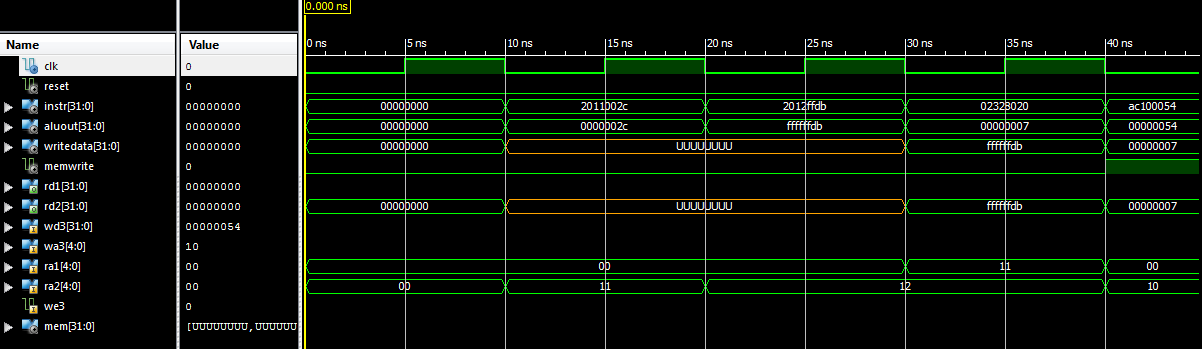 0.000 ns
Name Value 0 ns 5 ns 10 ns 15 ns 20 ns 25 ns 30 ns 35 ns 40 ns
clk 0
reset 0
instr[31:0] 00000000 00000000 2011002c 2012ffdb 02328020 ac100054
aluout[31:0] 00000000 00000000 0000002c ffffffdb 00000007 00000054
writedata[31:0] 00000000 00000000 UUUUUUUU ffffffdb 00000007
memwrite 0
rd1[31:0] 00000000
rd2[31:0] 00000000 00000000 UUUUUUUU ffffffdb 00000007
wd3[31:0] 00000054
wa3[4:0] 10
ra1[4:0] 00 00 11 00
ra2[4:0] 00 00 11 12 10
we3 0
mem[31:0] [UUUUUUUU,UUUUUU